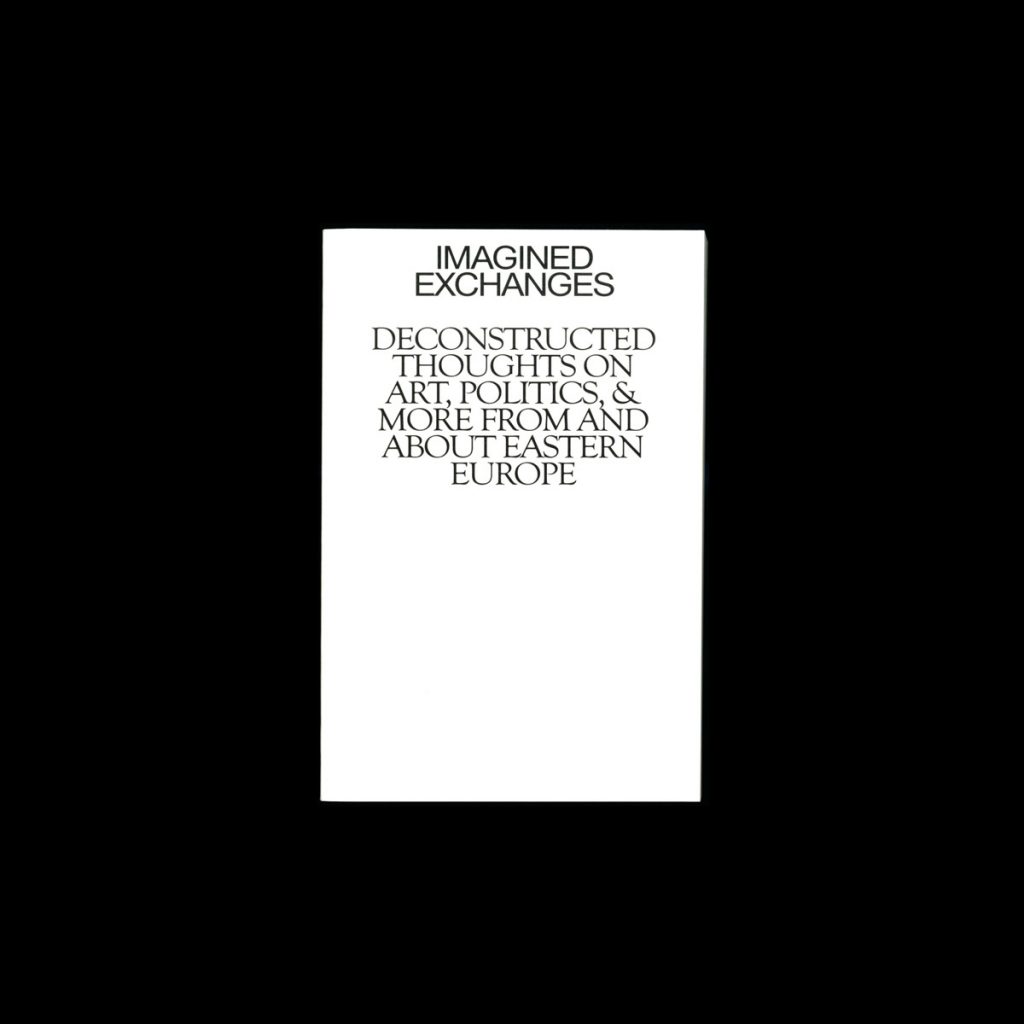 IMAGINED
EXCHANGES
DECONSTRUCTED
THOUGHTS ON
ART, POLITICS, &
MORE FROM AND
ABOUT EASTERN
EUROPE